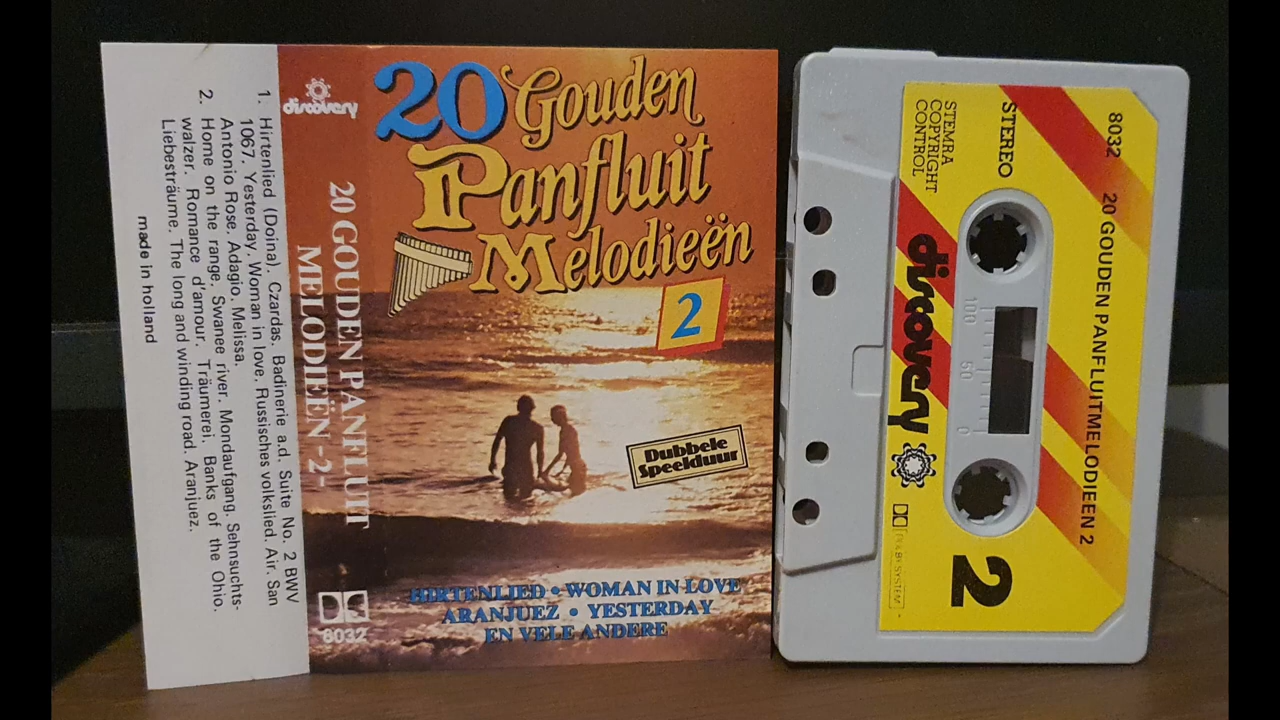 discovery
1. Hirtenlied (Doina). Czardas. Badinerie a.d. Suite No. 2 BWV
1067. Yesterday. Woman in love. Russisches volkslied. Air. San
Antonio Rose. Adagio. Melissa.
2. Home on the range. Swanee river. Mondaufgang. Sehnsuchts-
walzer. Romance d'amour. Träumerei. Banks of the Ohio.
Liebesträume. The long and winding road. Aranjuez.
made in holland
20 GOUDEN PANFLUIT
MELODIEËN -2-
8032
20 Gouden
Panfluit
Melodieën
2
Dubbele
Speelduur
HIRTENLIED • WOMAN IN LOVE
ARANJUEZ • YESTERDAY
EN VELE ANDERE
8032
20 GOUDEN PANFLUITMELODIEEN 2
STEREO
STEMRA
COPYRIGHT
CONTROL
discovery
100 50 0
DOLBY SYSTEM
2